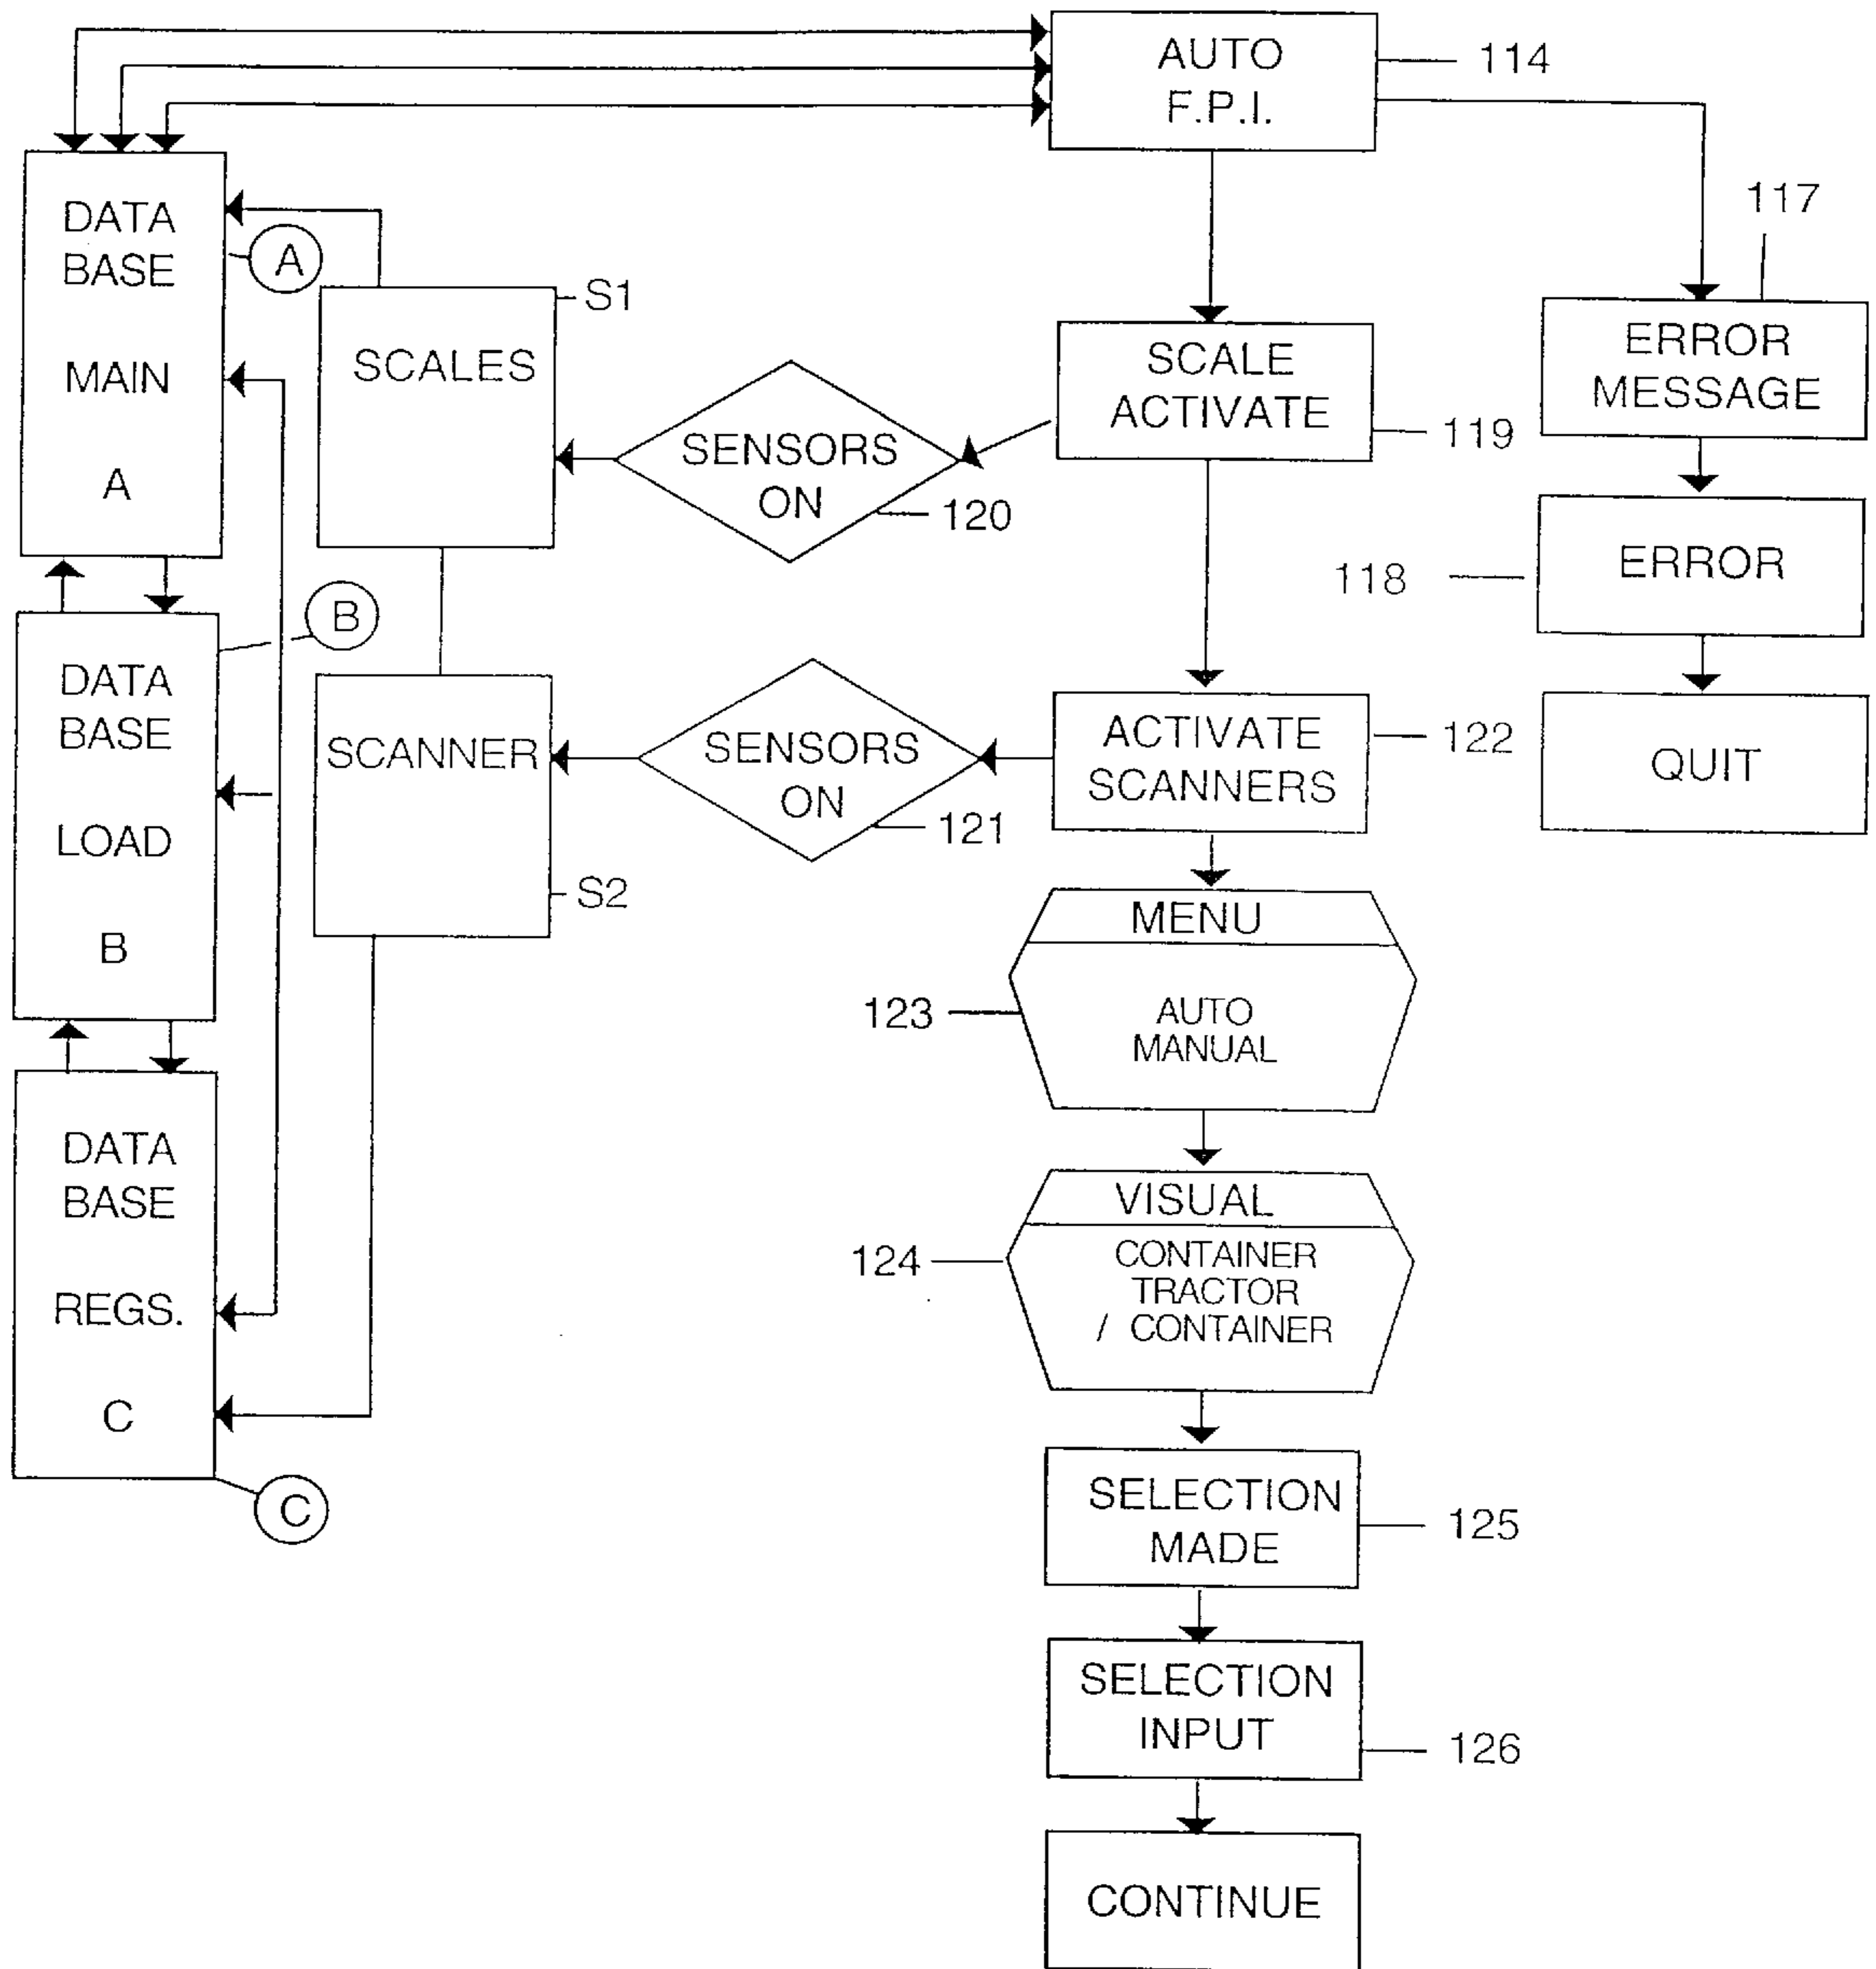 AUTO
F.P.I.
114
117
DATA
BASE
MAIN
A
A
S1
SCALES
SENSORS
ON
120
SCALE
ACTIVATE
119
ERROR
MESSAGE
118
ERROR
QUIT
B
DATA
BASE
LOAD
B
SCANNER
S2
SENSORS
ON
121
ACTIVATE
SCANNERS
122
MENU
AUTO
MANUAL
123
VISUAL
CONTAINER
TRACTOR
/ CONTAINER
124
DATA
BASE
REGS.
C
C
SELECTION
MADE
125
SELECTION
INPUT
126
CONTINUE